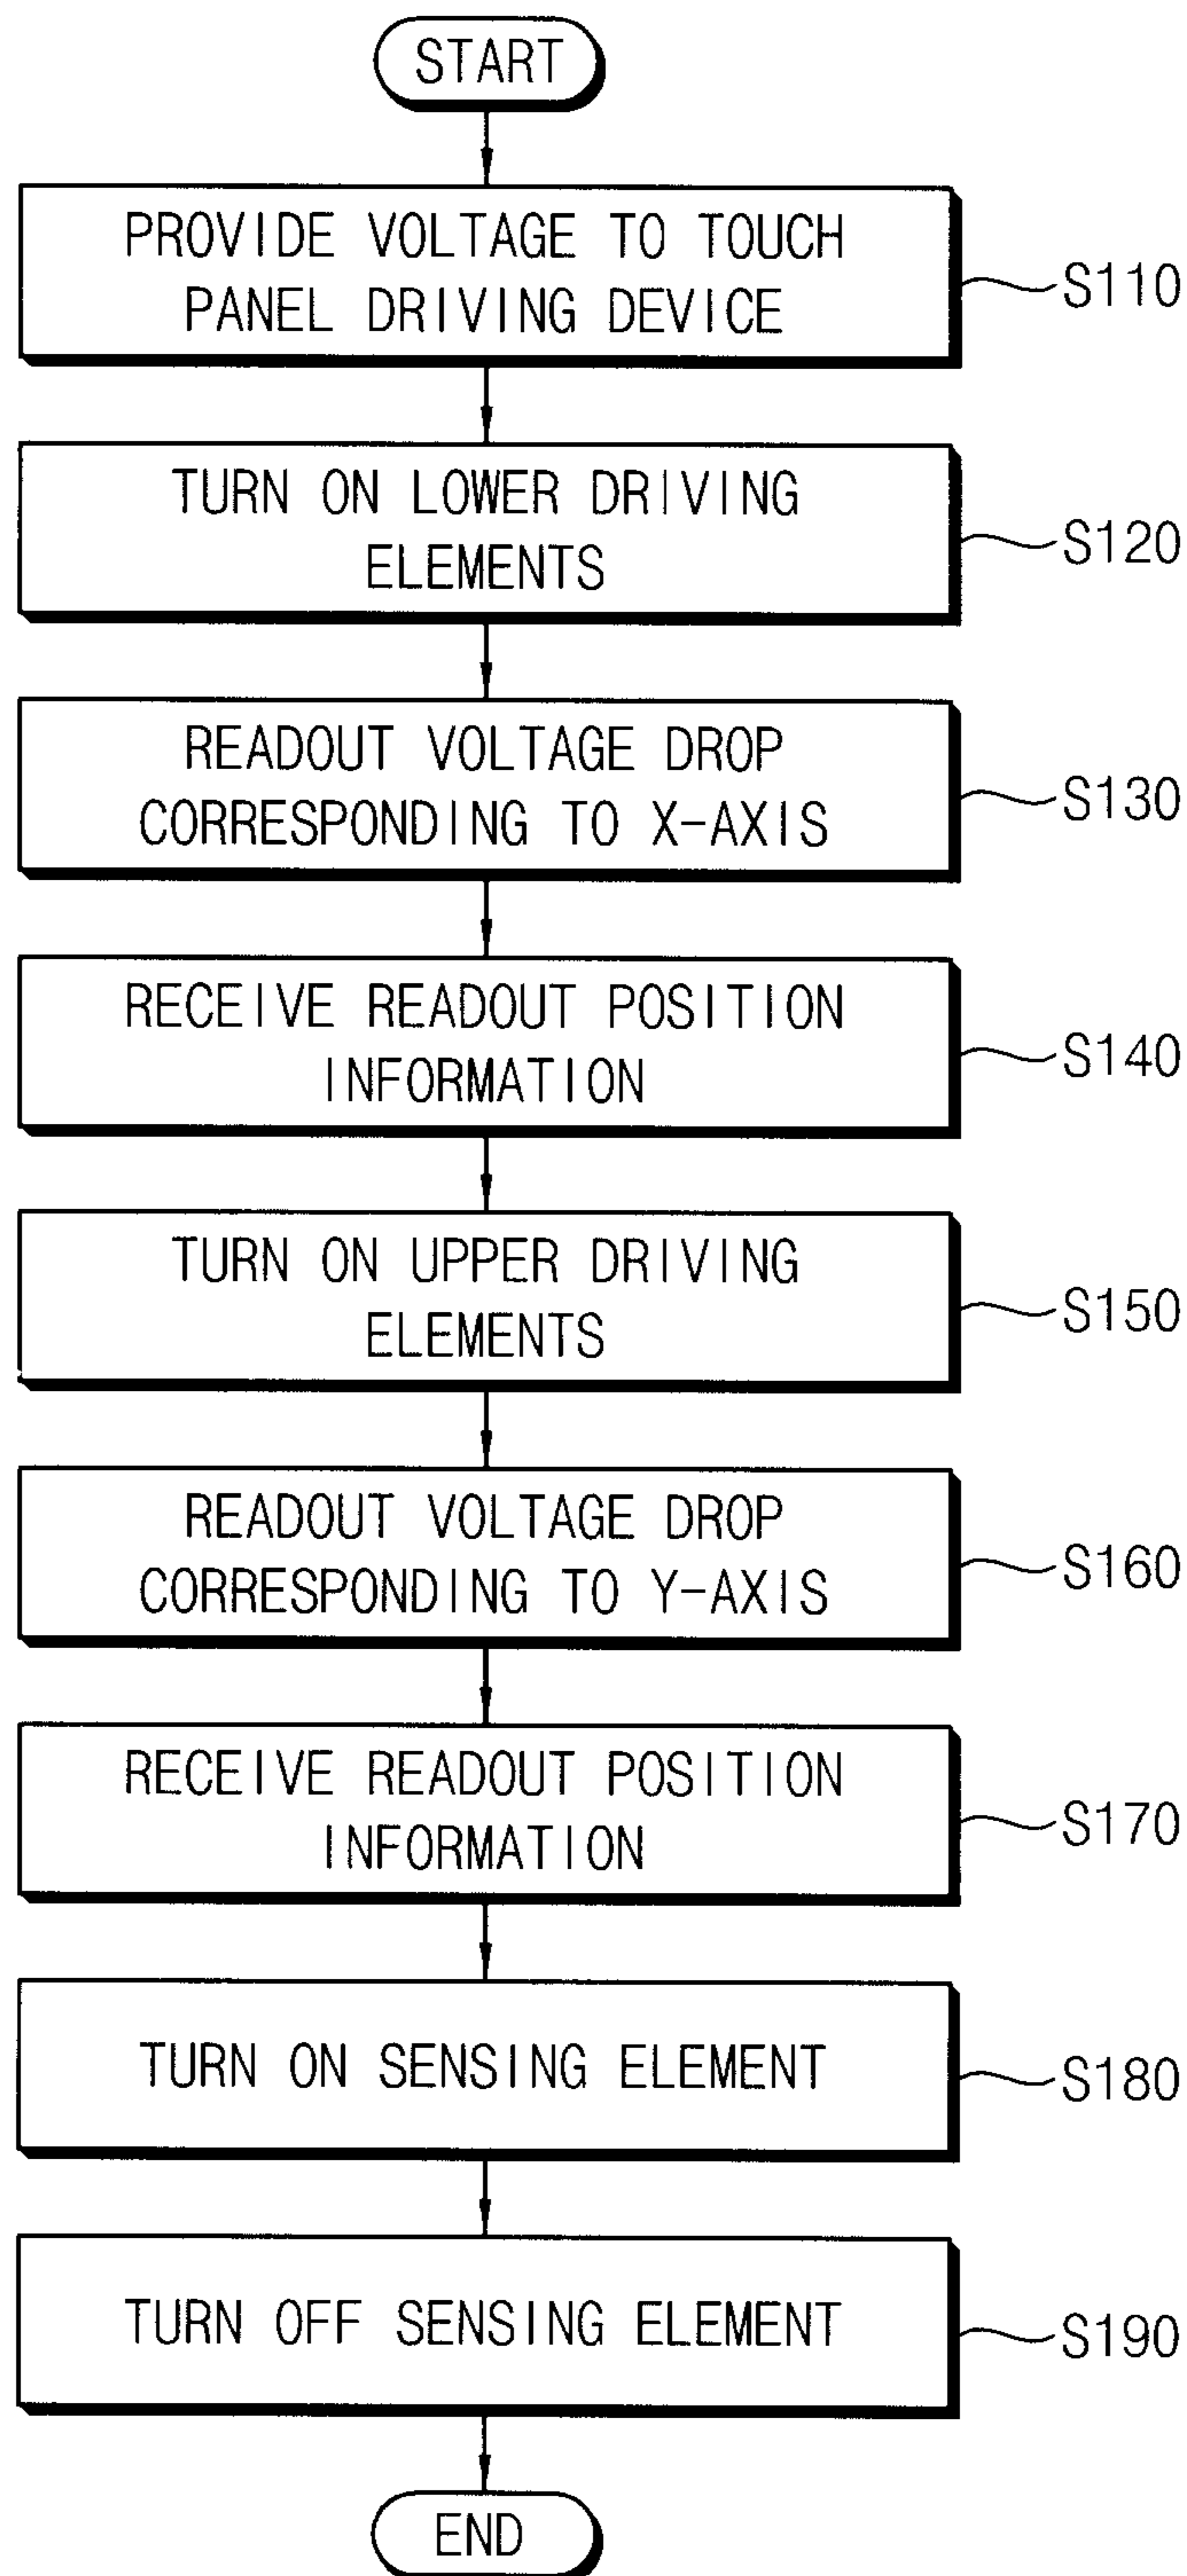 START
PROVIDE VOLTAGE TO TOUCH
PANEL DRIVING DEVICE
S110
TURN ON LOWER DRIVING
ELEMENTS
S120
READOUT VOLTAGE DROP
CORRESPONDING TO X-AXIS
S130
RECEIVE READOUT POSITION
INFORMATION
S140
TURN ON UPPER DRIVING
ELEMENTS
S150
READOUT VOLTAGE DROP
CORRESPONDING TO Y-AXIS
S160
RECEIVE READOUT POSITION
INFORMATION
S170
TURN ON SENSING ELEMENT
S180
TURN OFF SENSING ELEMENT
S190
END